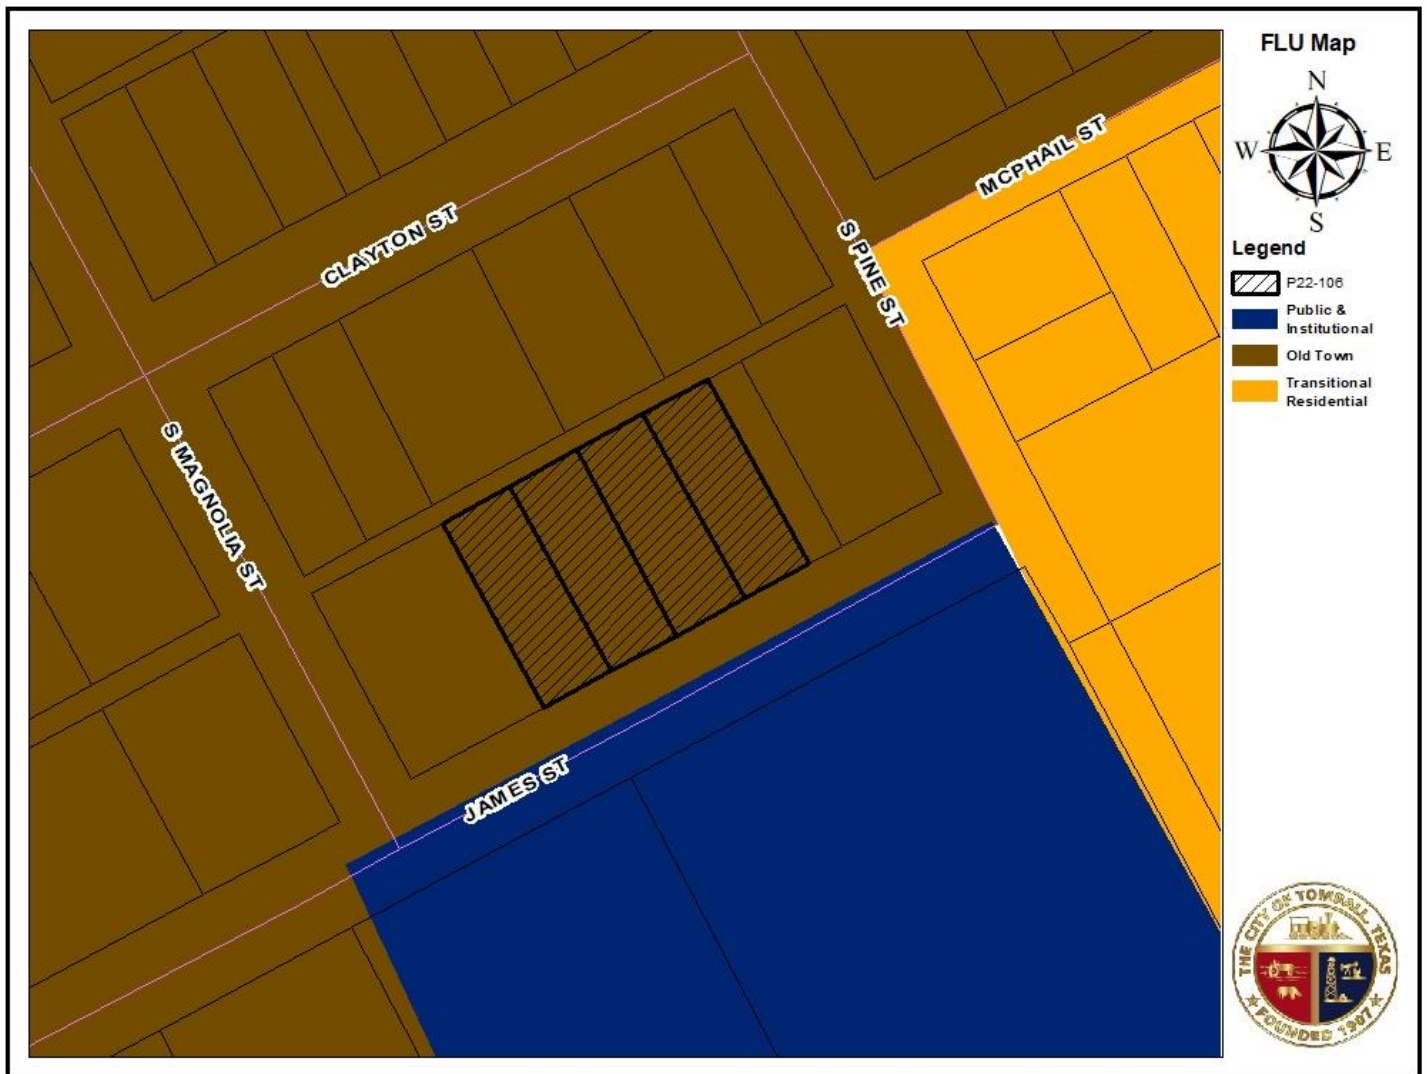 FLU Map
N
W E
S
Legend
P22-106
Public &
Institutional
Old Town
Transitional
Residential
MCPHAIL ST
CLAYTON ST
S PINE ST
S MAGNOLIA ST
JAMES ST
THE CITY OF TOMBALL, TEXAS
FOUNDED 1907